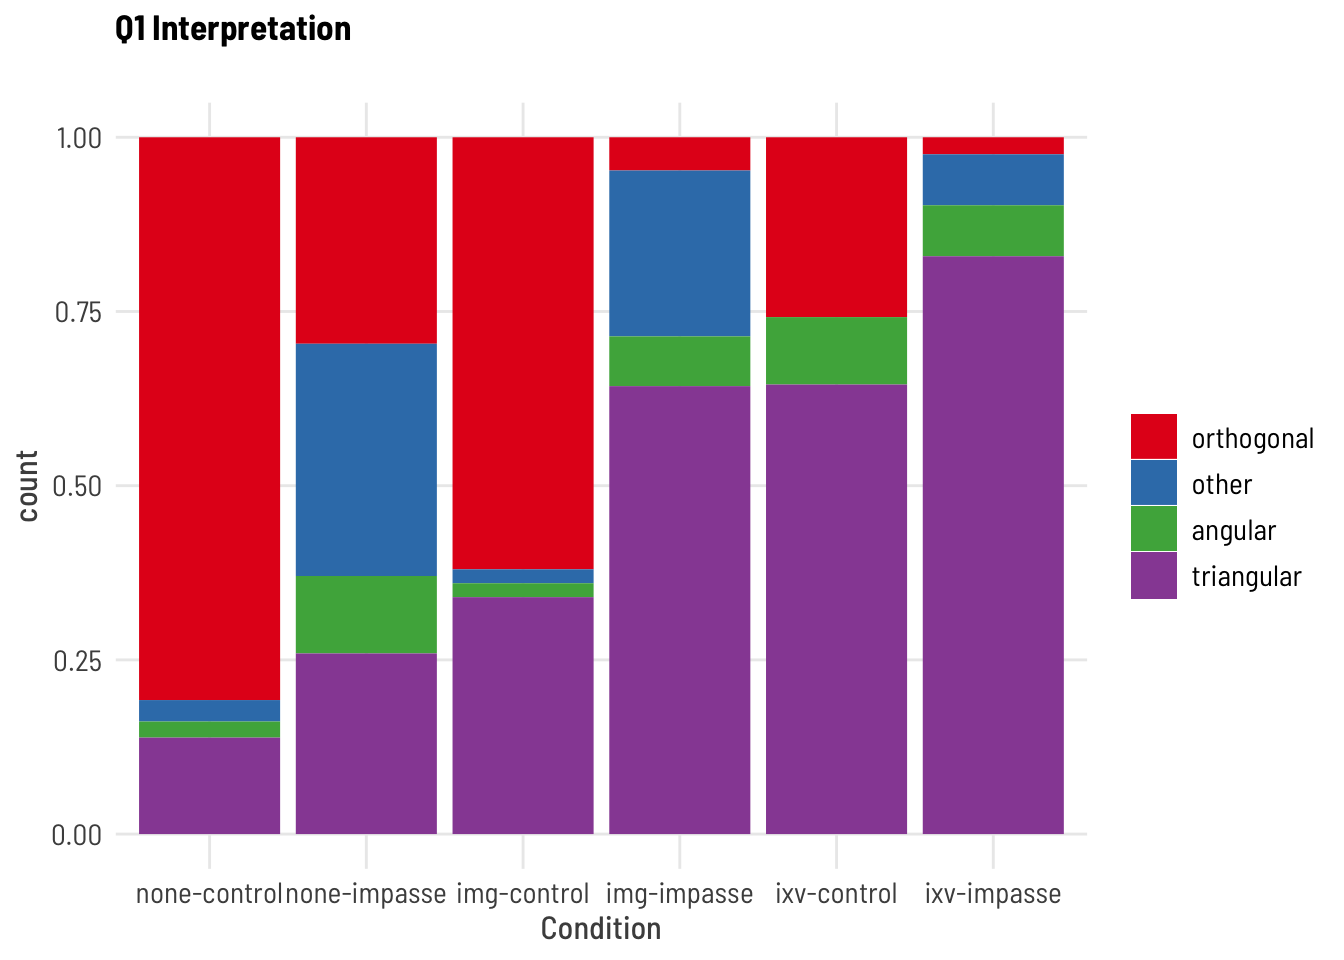 Q1 Interpretation
1.00
0.75
0.50
0.25
0.00
count
none-control none-impasse img-control img-impasse ixv-control ixv-impasse
Condition
orthogonal
other
angular
triangular